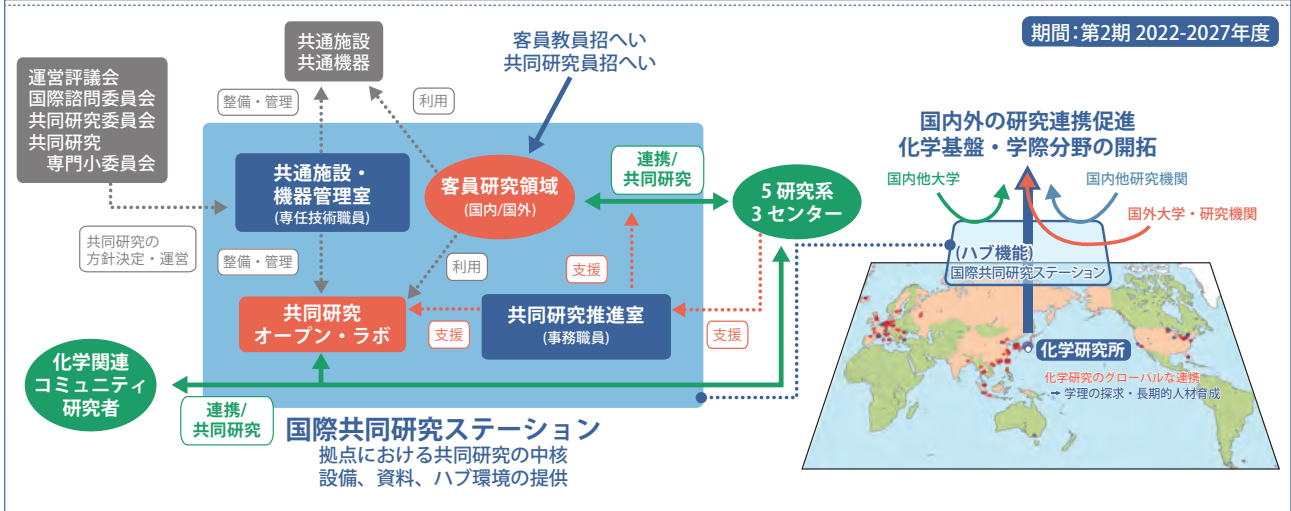 期間：第2期 2022-2027年度
共通施設
共通機器
客員教員招へい
共同研究員招へい
運営評議会
国際諮問委員会
共同研究委員会
共同研究
専門小委員会
整備・管理
利用
共通施設・
機器管理室
(専任技術職員)
客員研究領域
(国内/国外)
連携/
共同研究
5 研究系
3 センター
共同研究の
方針決定・運営
整備・管理
利用
支援
共同研究
オープン・ラボ
支援
共同研究推進室
(事務職員)
支援
化学関連
コミュニティ
研究者
連携/
共同研究
国際共同研究ステーション
拠点における共同研究の中核
設備、資料、ハブ環境の提供
国内外の研究連携促進
化学基盤・学際分野の開拓
国内他大学
国内他研究機関
国外大学・研究機関
(ハブ機能)
国際共同研究ステーション
化学研究所
化学研究のグローバルな連携
➞ 学理の探求・長期的人材育成